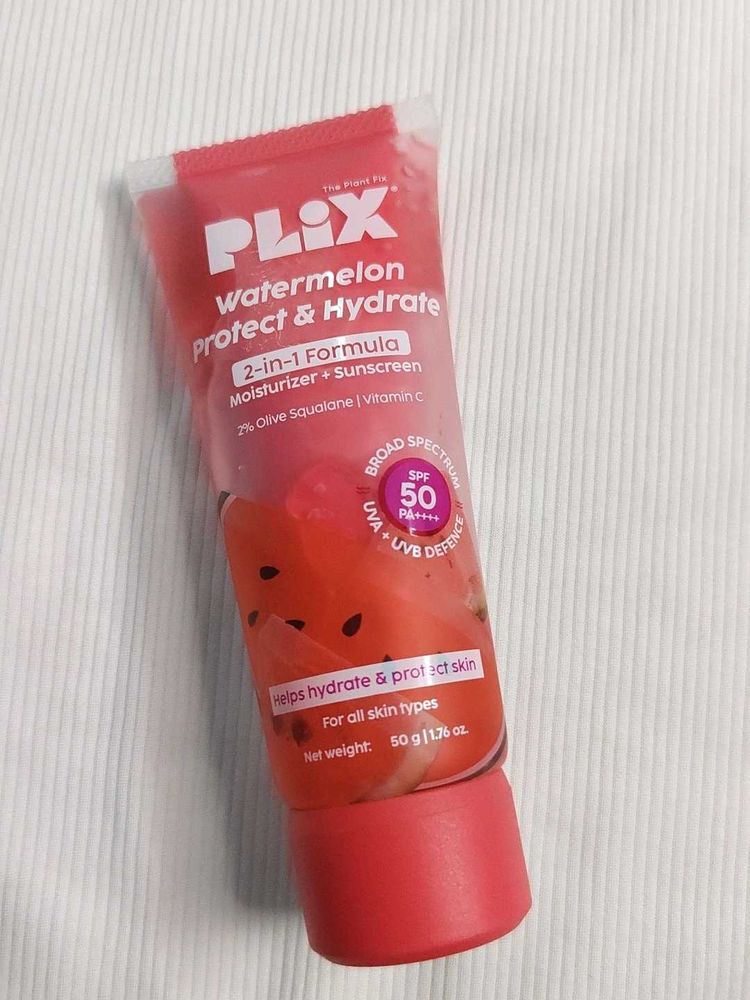 The Plant Fix
PLiX®
Watermelon
Protect & Hydrate
2-in-1 Formula
Moisturizer + Sunscreen
2% Olive Squalane | Vitamin C
BROAD SPECTRUM
SPF
50
PA++++
UVA + UVB DEFENCE
Helps hydrate & protect skin
For all skin types
Net weight: 50 g | 1.76 oz.